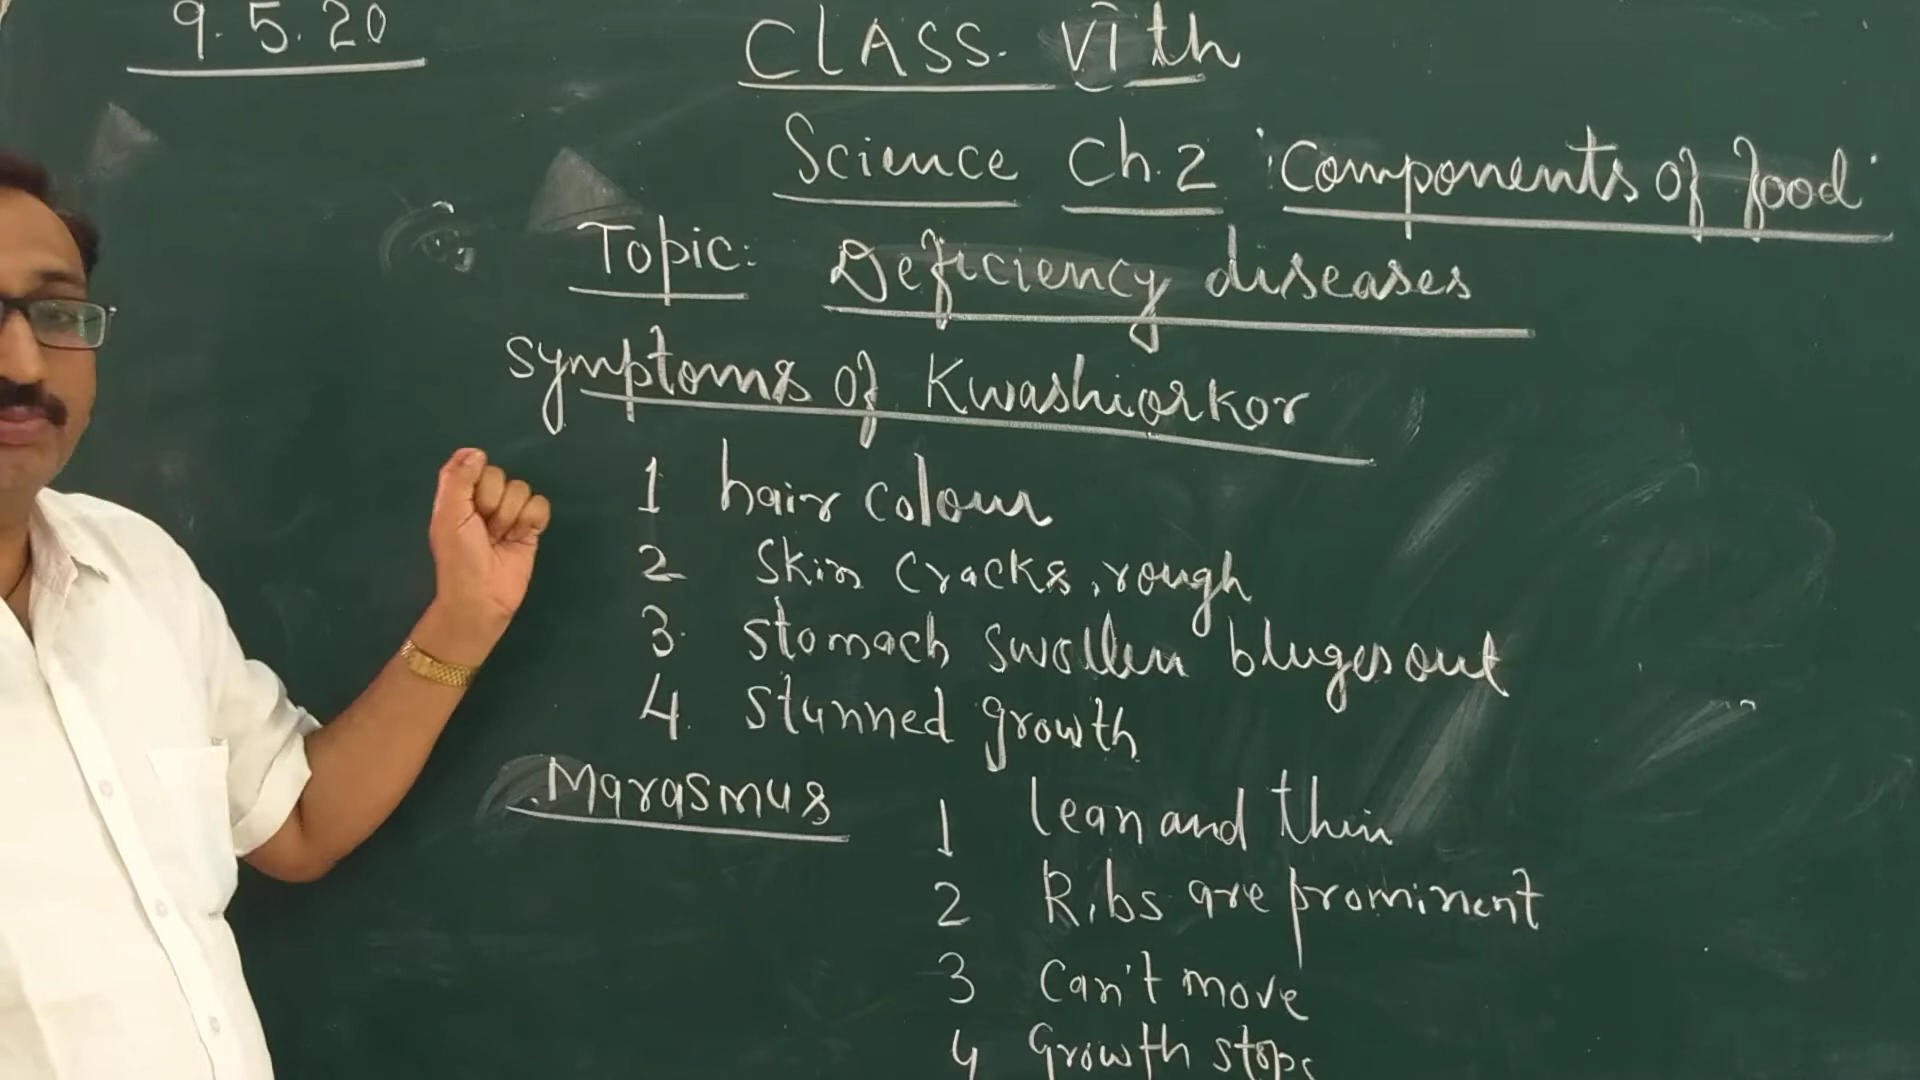 9.5.20
CLASS. VIth
Science Ch.2 'Components of food'
Topic: Deficiency diseases
Symptoms of Kwashiorkor
1 hair colour
2 Skin Cracks, rough
3. Stomach swollen bluges out
4. Stunned growth
Marasmus
1 lean and thin
2 Ribs are prominent
3 Can't move
4 Growth stops